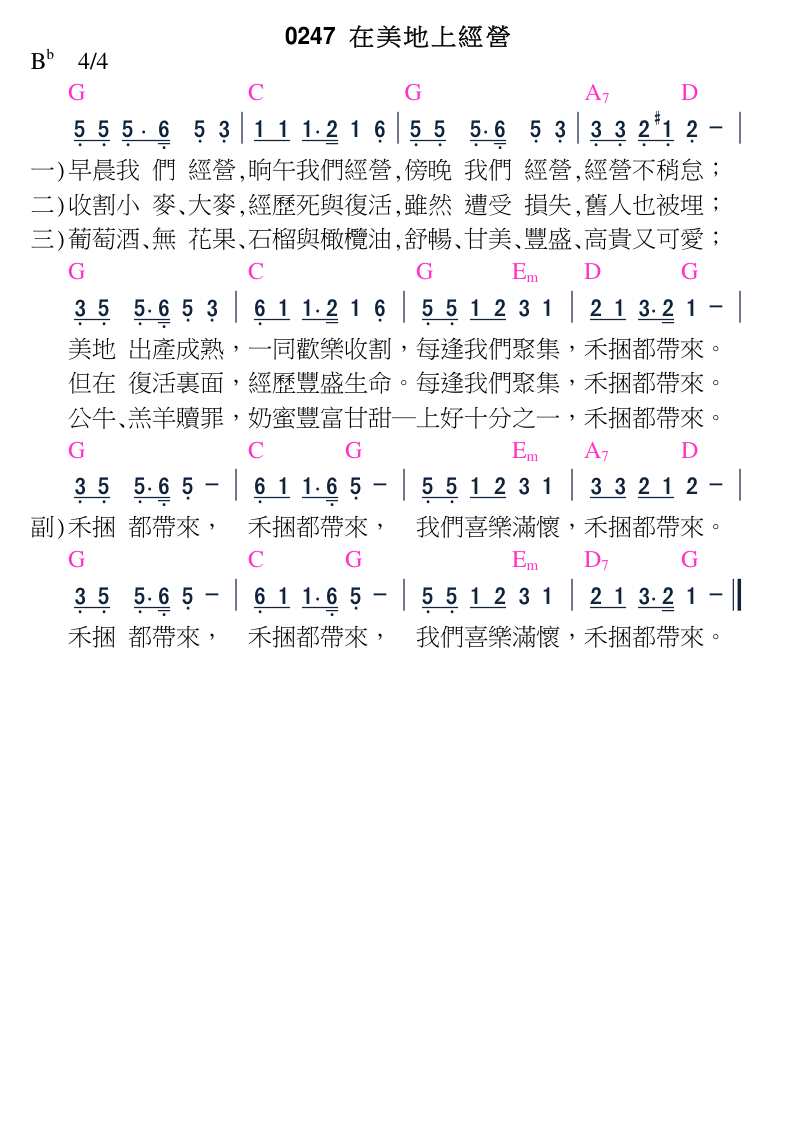 0247 在美地上經營
B♭ 4/4
G C G A7 D
5 5 5 · 6 5 3 | 1 1 1 · 2 1 6 | 5 5 5 · 6 5 3 | 3 3 2 #1 2 － |
一)早晨我 們 經營,晌午我們經營,傍晚 我們 經營,經營不稍怠；
二)收割小 麥、大麥,經歷死與復活,雖然 遭受 損失,舊人也被埋；
三)葡萄酒、無 花果、石榴與橄欖油,舒暢、甘美、豐盛、高貴又可愛；
G C G Em D G
3 5 5 · 6 5 3 | 6 1 1 · 2 1 6 | 5 5 1 2 3 1 | 2 1 3 · 2 1 － |
美地 出產成熟，一同歡樂收割，每逢我們聚集，禾捆都帶來。
但在 復活裏面，經歷豐盛生命。每逢我們聚集，禾捆都帶來。
公牛、羔羊贖罪，奶蜜豐富甘甜─上好十分之一，禾捆都帶來。
G C G Em A7 D
3 5 5 · 6 5 － | 6 1 1 · 6 5 － | 5 5 1 2 3 1 | 3 3 2 1 2 － |
副)禾捆 都帶來， 禾捆都帶來， 我們喜樂滿懷，禾捆都帶來。
G C G Em D7 G
3 5 5 · 6 5 － | 6 1 1 · 6 5 － | 5 5 1 2 3 1 | 2 1 3 · 2 1 － ‖
禾捆 都帶來， 禾捆都帶來， 我們喜樂滿懷，禾捆都帶來。